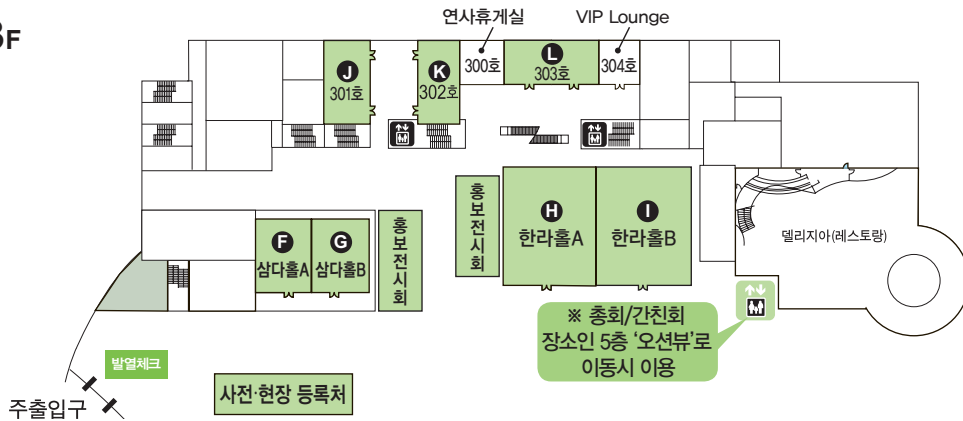 3F
연사휴게실
VIP Lounge
J
301호
K
302호
300호
L
303호
304호
홍보전시회
홍보전시회
H
한라홀A
I
한라홀B
델리지아(레스토랑)
F
삼다홀A
G
삼다홀B
※ 총회/간친회
장소인 5층 ‘오션뷰’로
이동시 이용
발열체크
사전·현장 등록처
주출입구